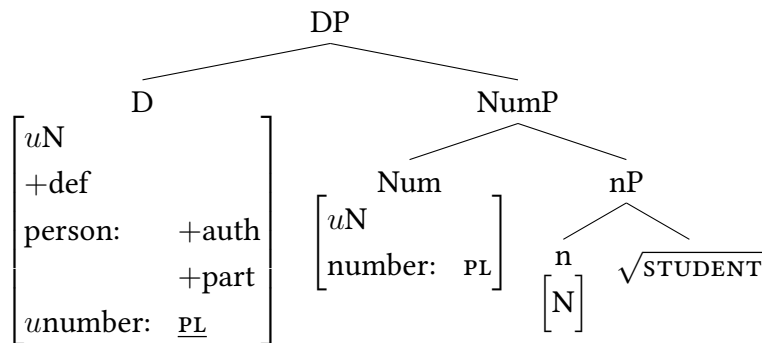 DP
D NumP
uN
+def
Num nP
person: +auth
uN
+part
number: PL
n √STUDENT
unumber: PL
[N]